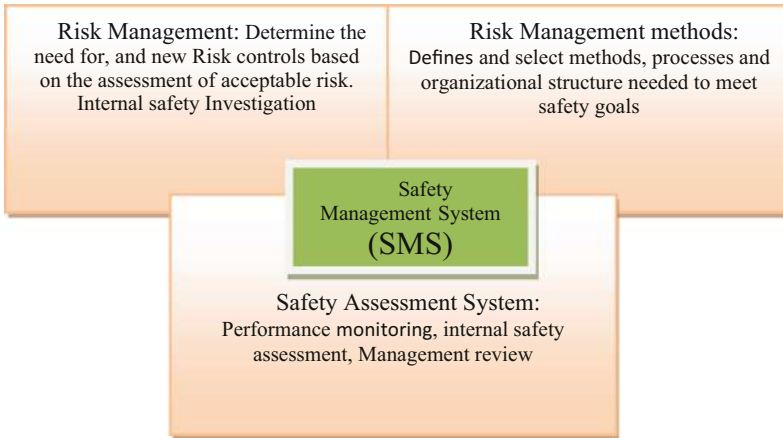 Risk Management: Determine the
need for, and new Risk controls based
on the assessment of acceptable risk.
Internal safety Investigation
Risk Management methods:
Defines and select methods, processes and
organizational structure needed to meet
safety goals
Safety
Management System
(SMS)
Safety Assessment System:
Performance monitoring, internal safety
assessment, Management review